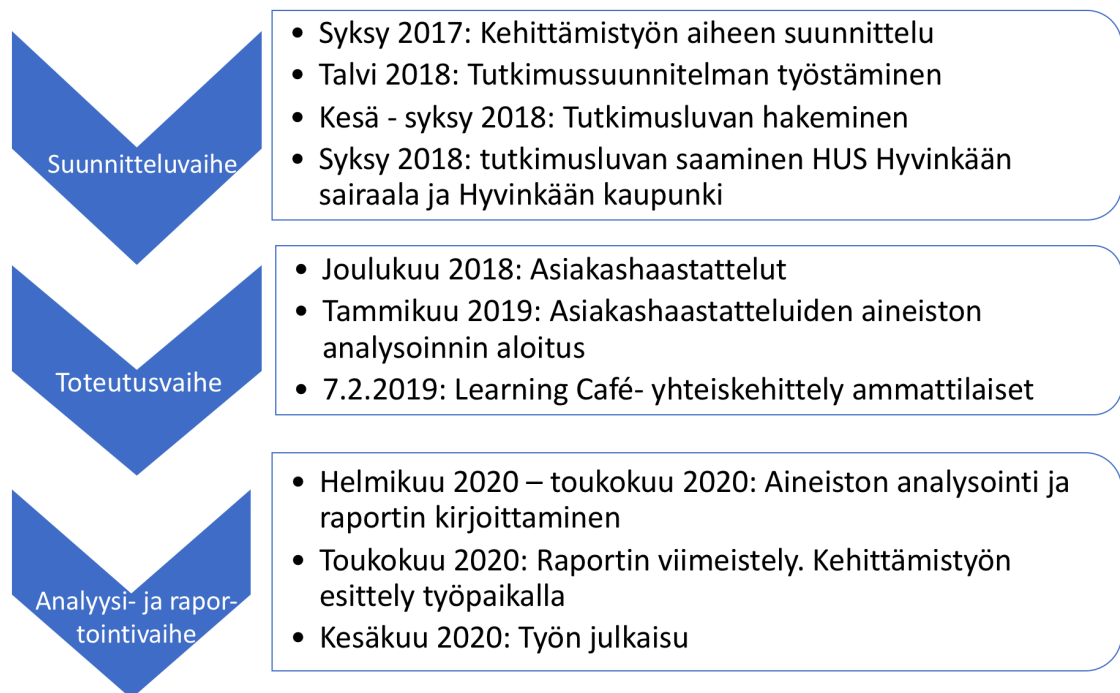 Suunnitteluvaihe
• Syksy 2017: Kehittämistyön aiheen suunnittelu
• Talvi 2018: Tutkimussuunnitelman työstäminen
• Kesä - syksy 2018: Tutkimusluvan hakeminen
• Syksy 2018: tutkimusluvan saaminen HUS Hyvinkään
sairaala ja Hyvinkään kaupunki
Toteutusvaihe
• Joulukuu 2018: Asiakashaastattelut
• Tammikuu 2019: Asiakashaastatteluiden aineiston
analysoinnin aloitus
• 7.2.2019: Learning Café- yhteiskehittely ammattilaiset
Analyysi- ja rapor-
tointivaihe
• Helmikuu 2020 – toukokuu 2020: Aineiston analysointi ja
raportin kirjoittaminen
• Toukokuu 2020: Raportin viimeistely. Kehittämistyön
esittely työpaikalla
• Kesäkuu 2020: Työn julkaisu